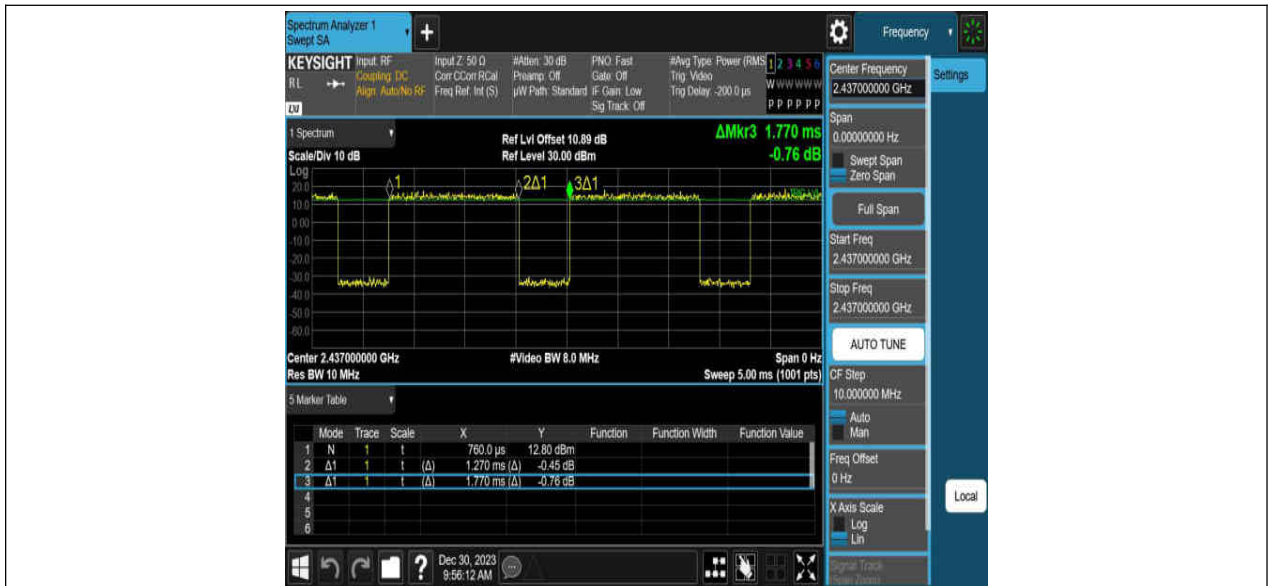 Spectrum Analyzer 1
Swept SA
+
Frequency
KEYSIGHT
RL
LXI
Input: RF
Coupling: DC
Align: Auto/No RF
Input Z: 50 Ω
Corr CCorr RCal
Freq Ref: Int (S)
#Atten: 30 dB
Preamp: Off
µW Path: Standard
PNO: Fast
Gate: Off
IF Gain: Low
Sig Track: Off
#Avg Type: Power (RMS
Trig: Video
Trig Delay: -200.0 µs
1 2 3 4 5 6
W W W W W W
P P P P P P
1 Spectrum
Scale/Div 10 dB
Ref Lvl Offset 10.89 dB
Ref Level 30.00 dBm
ΔMkr3 1.770 ms
-0.76 dB
Log
1
2Δ1
3Δ1
TRIG LVL
20.0
10.0
0.00
-10.0
-20.0
-30.0
-40.0
-50.0
-60.0
Center 2.437000000 GHz
#Video BW 8.0 MHz
Span 0 Hz
Res BW 10 MHz
Sweep 5.00 ms (1001 pts)
5 Marker Table
Mode Trace Scale X Y Function Function Width Function Value
1 N 1 t 760.0 µs 12.80 dBm
2 Δ1 1 t (Δ) 1.270 ms (Δ) -0.45 dB
3 Δ1 1 t (Δ) 1.770 ms (Δ) -0.76 dB
4
5
6
?
Dec 30, 2023
9:56:12 AM
Center Frequency
2.437000000 GHz
Settings
Span
0.00000000 Hz
Swept Span
Zero Span
Full Span
Start Freq
2.437000000 GHz
Stop Freq
2.437000000 GHz
AUTO TUNE
CF Step
10.000000 MHz
Auto
Man
Freq Offset
0 Hz
X Axis Scale
Log
Lin
Local
Signal Track
(Span Zoom)